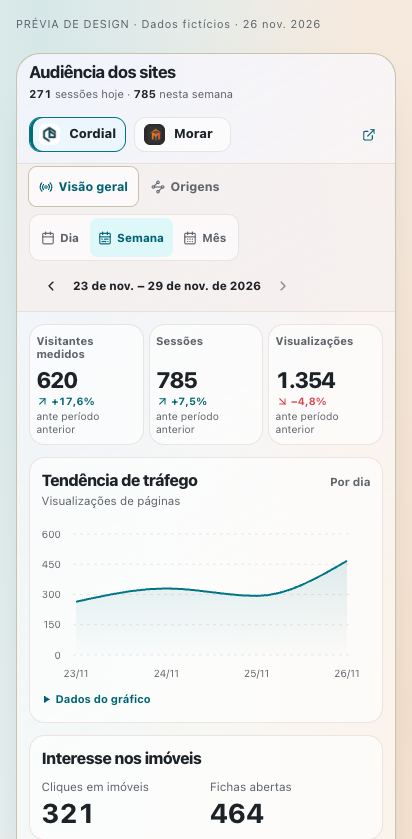 PRÉVIA DE DESIGN · Dados fictícios · 26 nov. 2026
Audiência dos sites
271 sessões hoje · 785 nesta semana
Cordial Morar
Visão geral Origens
Dia Semana Mês
23 de nov. – 29 de nov. de 2026
Visitantes medidos
620
↗ +17,6%
ante período anterior
Sessões
785
↗ +7,5%
ante período anterior
Visualizações
1.354
↘ −4,8%
ante período anterior
Tendência de tráfego Por dia
Visualizações de páginas
600
450
300
150
0
23/11 24/11 25/11 26/11
Dados do gráfico
Interesse nos imóveis
Cliques em imóveis Fichas abertas
321 464